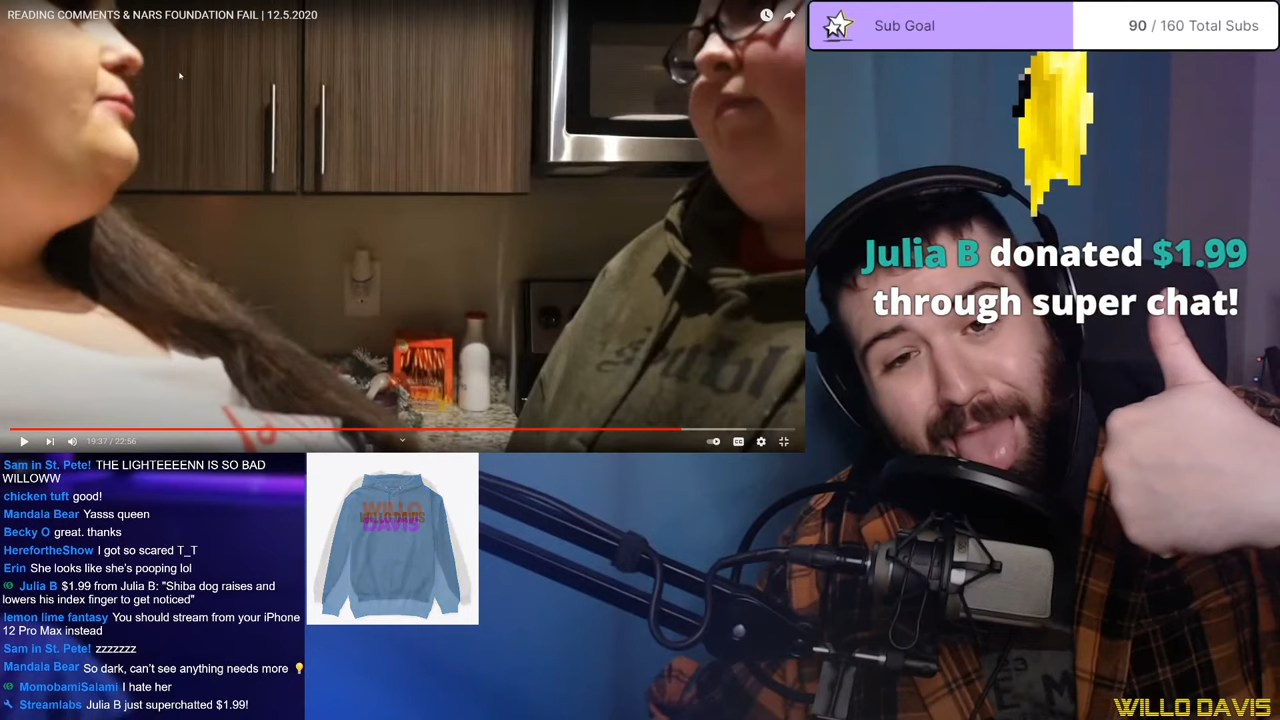 READING COMMENTS & NARS FOUNDATION FAIL | 12.5.2020
Sub Goal
90 / 160 Total Subs
Julia B donated $1.99
through super chat!
19:37 / 22:56
CC
Sam in St. Pete! THE LIGHTEEEENN IS SO BAD
WILLOWW
chicken tuft good!
Mandala Bear Yasss queen
Becky O great. thanks
HerefortheShow I got so scared T_T
Erin She looks like she's pooping lol
Julia B $1.99 from Julia B: "Shiba dog raises and
lowers his index finger to get noticed"
lemon lime fantasy You should stream from your iPhone
12 Pro Max instead
Sam in St. Pete! zzzzzzz
Mandala Bear So dark, can't see anything needs more 💡
MomobamiSalami I hate her
Streamlabs Julia B just superchatted $1.99!
WILLO
WILLO DAVIS
DAVIS
WILLO DAVIS